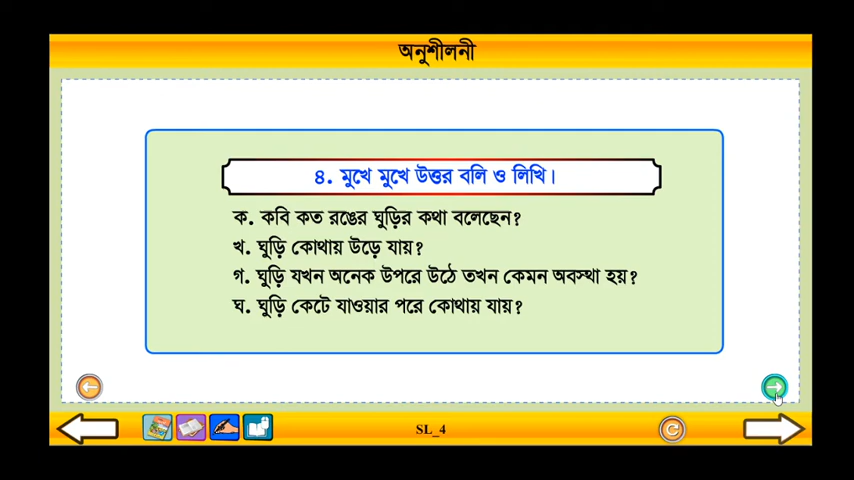 অনুশীলনী
৪. মুখে মুখে উত্তর বলি ও লিখি।
ক. কবি কত রঙের ঘুড়ির কথা বলেছেন?
খ. ঘুড়ি কোথায় উড়ে যায়?
গ. ঘুড়ি যখন অনেক উপরে উঠে তখন কেমন অবস্থা হয়?
ঘ. ঘুড়ি কেটে যাওয়ার পরে কোথায় যায়?
SL_4